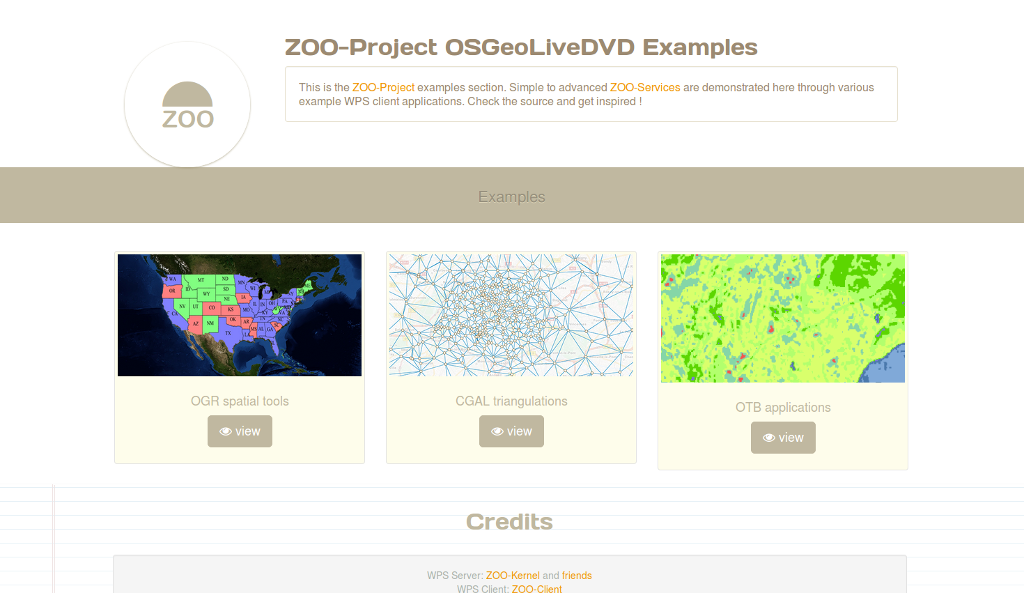 ZOO-Project OSGeoLiveDVD Examples
ZOO
This is the ZOO-Project examples section. Simple to advanced ZOO-Services are demonstrated here through various
example WPS client applications. Check the source and get inspired !
Examples
OGR spatial tools
view
CGAL triangulations
view
OTB applications
view
Credits
WPS Server: ZOO-Kernel and friends
WPS Client: ZOO-Client